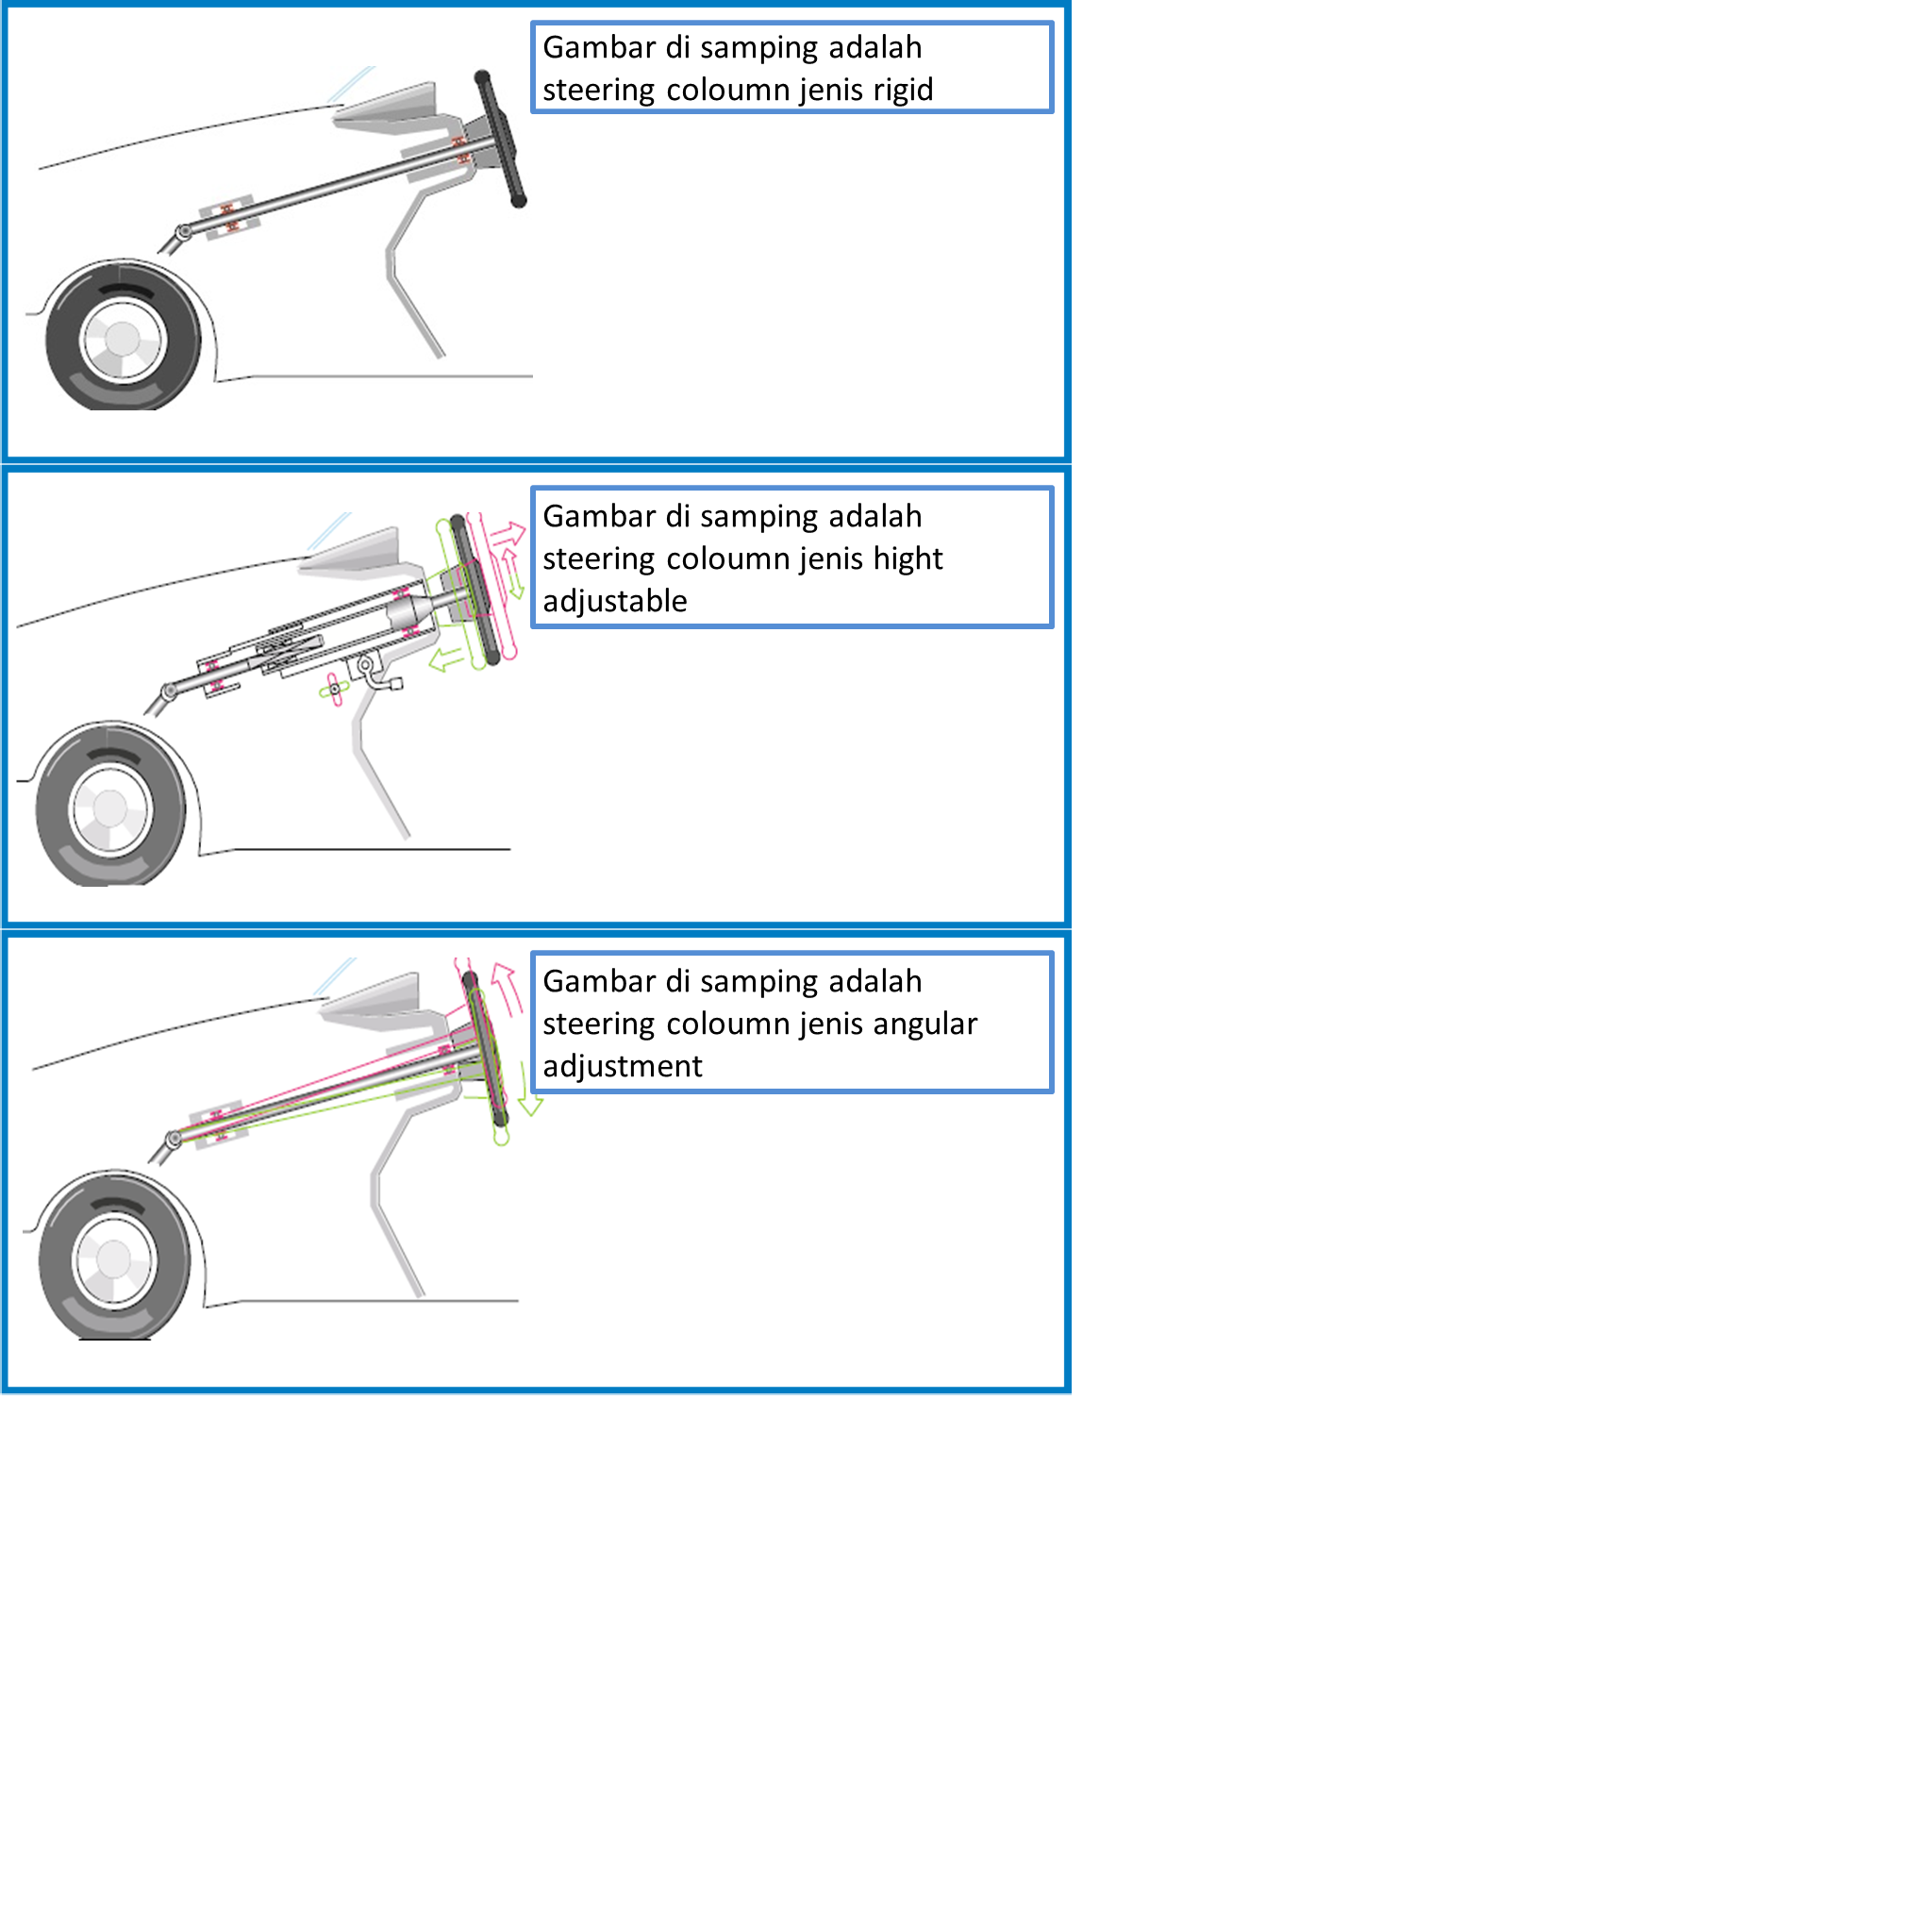 Gambar di samping adalah
steering coloumn jenis rigid
Gambar di samping adalah
steering coloumn jenis hight
adjustable
Gambar di samping adalah
steering coloumn jenis angular
adjustment